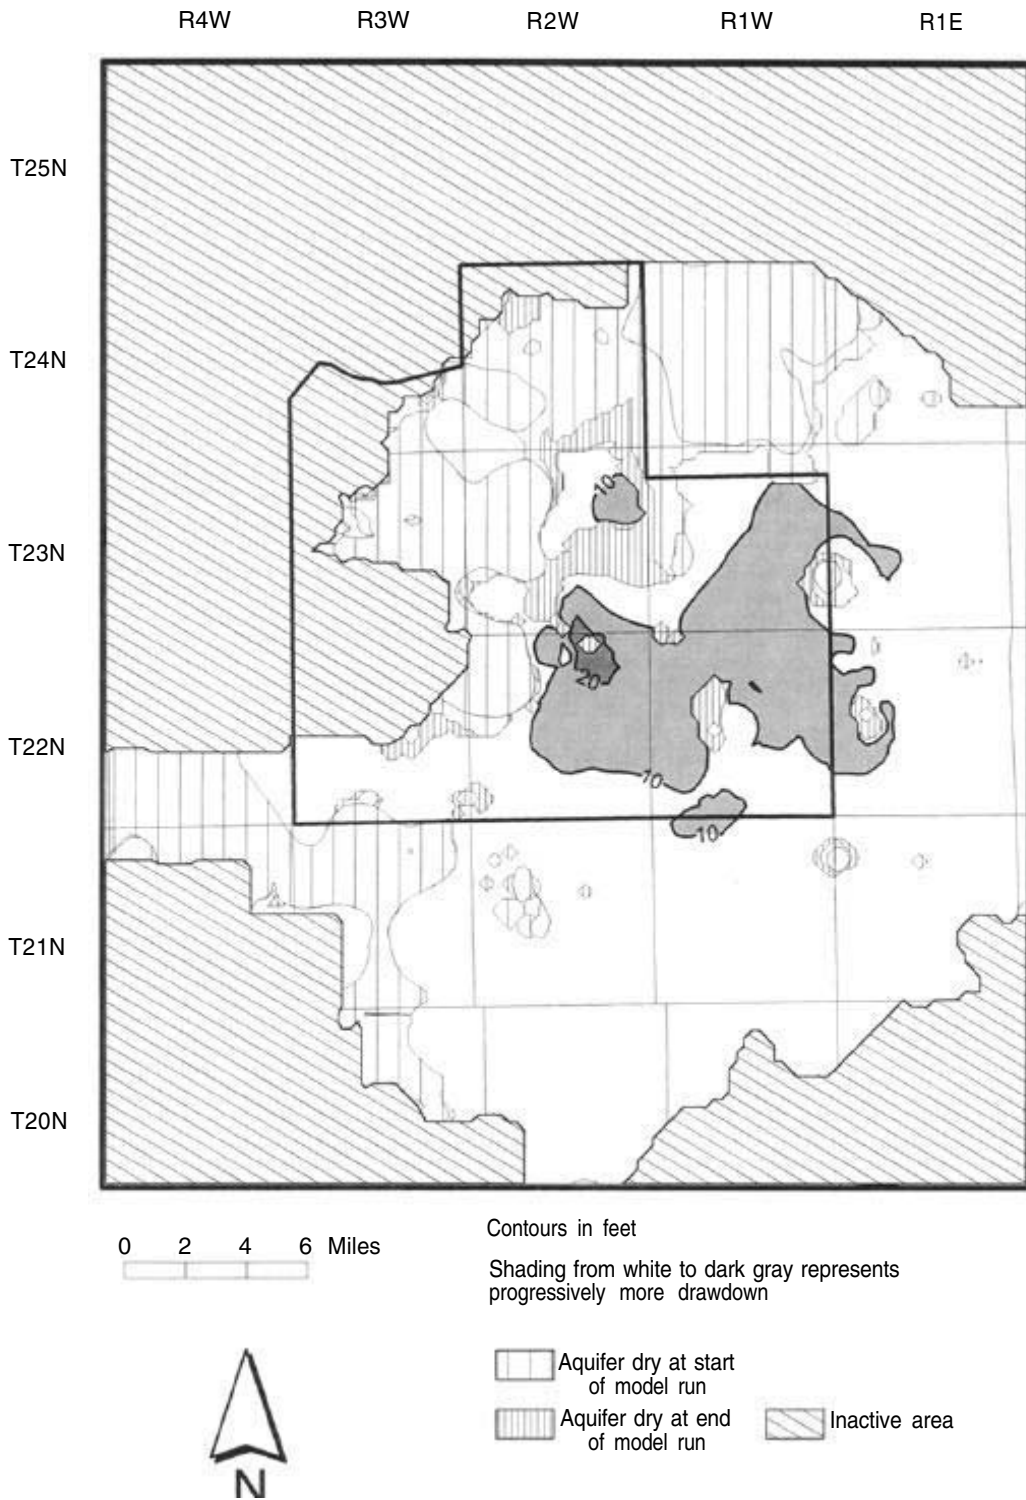 R4W R3W R2W R1W R1E
T25N
T24N
T23N
T22N
T21N
T20N
10
20
10
10
0 2 4 6 Miles
Contours in feet
Shading from white to dark gray represents
progressively more drawdown
Aquifer dry at start
of model run
Aquifer dry at end
of model run
Inactive area
N